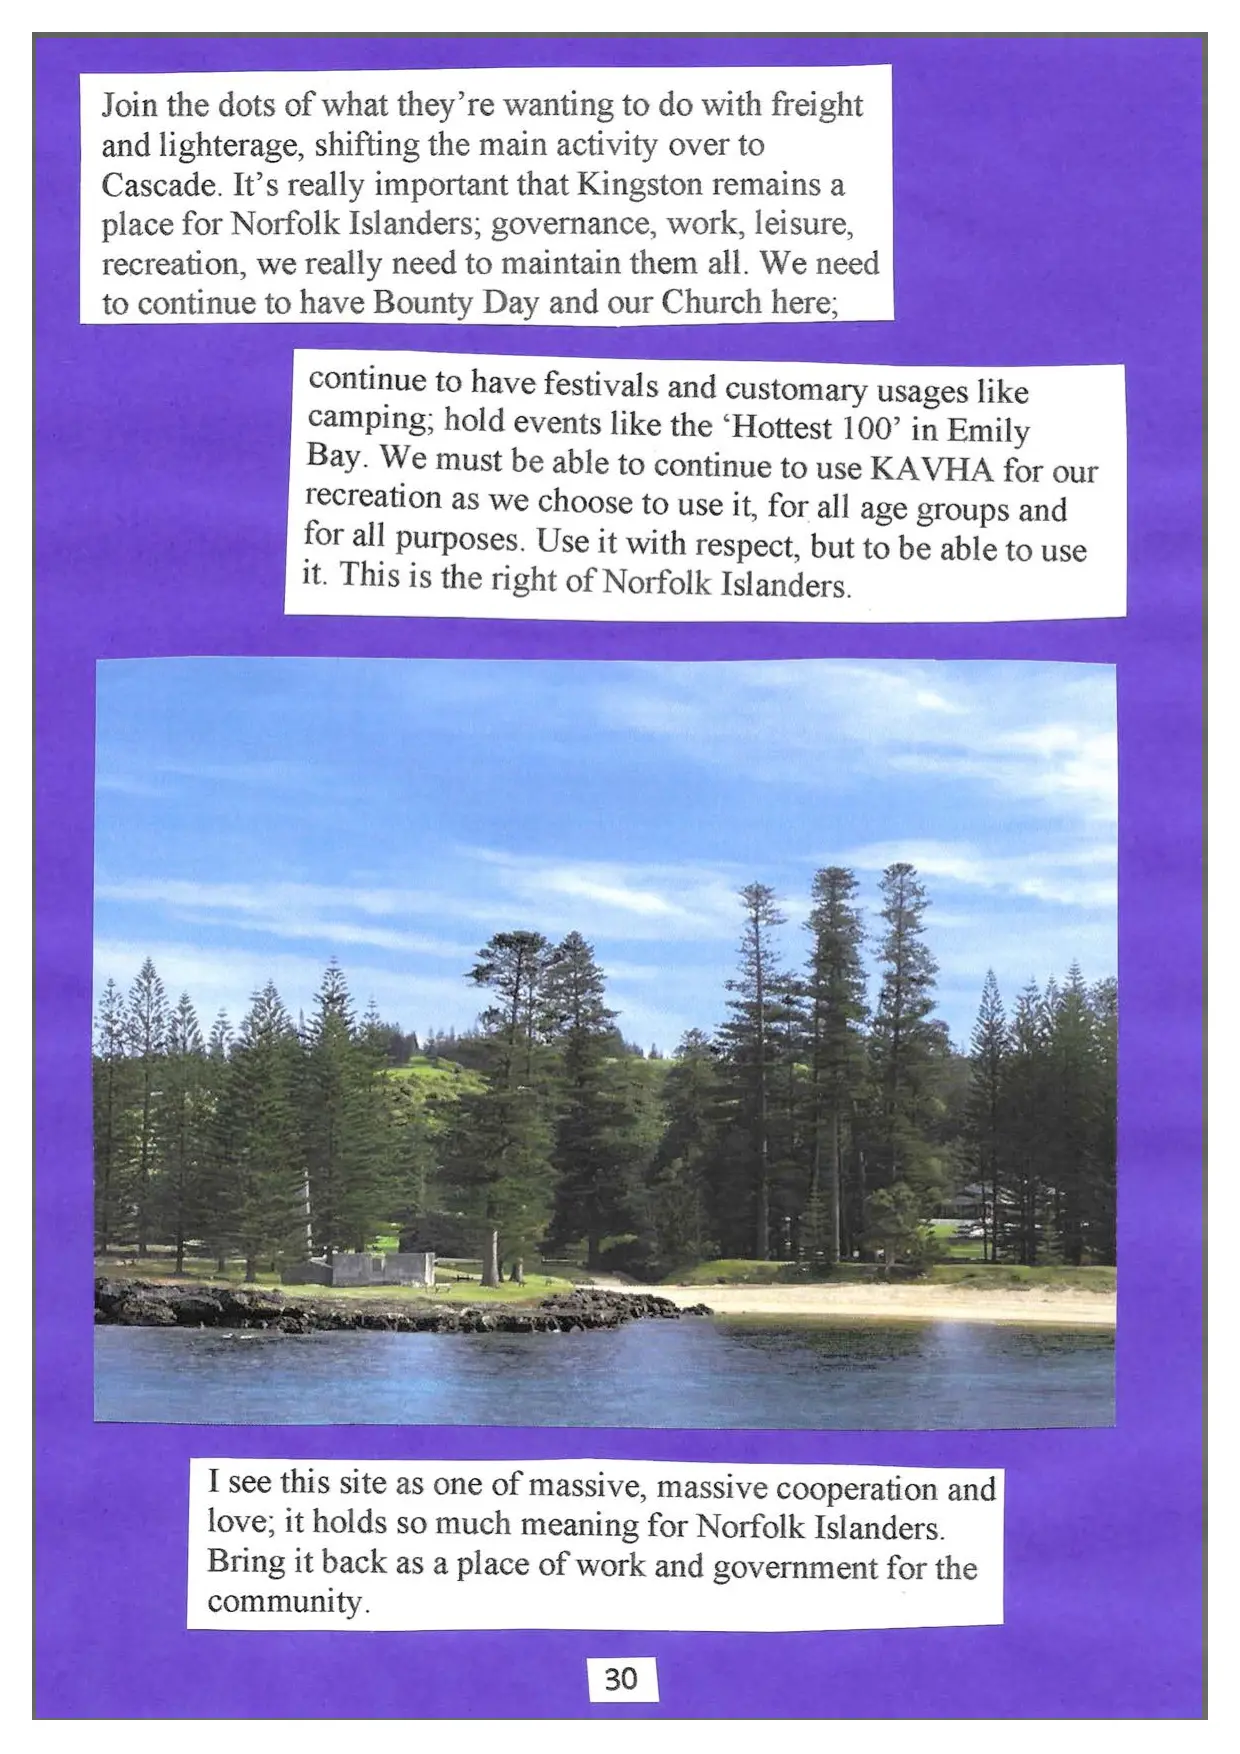 Join the dots of what they're wanting to do with freight
and lighterage, shifting the main activity over to
Cascade. It's really important that Kingston remains a
place for Norfolk Islanders; governance, work, leisure,
recreation, we really need to maintain them all. We need
to continue to have Bounty Day and our Church here;
continue to have festivals and customary usages like
camping; hold events like the 'Hottest 100' in Emily
Bay. We must be able to continue to use KAVHA for our
recreation as we choose to use it, for all age groups and
for all purposes. Use it with respect, but to be able to use
it. This is the right of Norfolk Islanders.
I see this site as one of massive, massive cooperation and
love; it holds so much meaning for Norfolk Islanders.
Bring it back as a place of work and government for the
community.
30